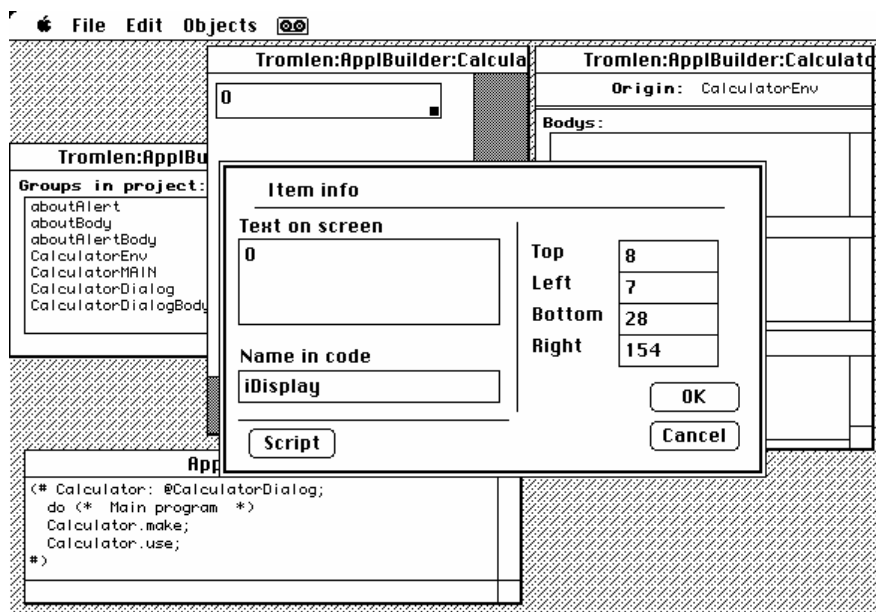 File Edit Objects
Tromlen:ApplBuilder:Calcula
Tromlen:ApplBuilder:Calculato
0
Origin: CalculatorEnv
Bodys:
Tromlen:ApplBu
Groups in project:
aboutAlert
aboutBody
aboutAlertBody
CalculatorEnv
CalculatorMAIN
CalculatorDialog
CalculatorDialogBody
Item info
Text on screen
0
Top 8
Left 7
Bottom 28
Right 154
Name in code
iDisplay
OK
Script
Cancel
App
(# Calculator: @CalculatorDialog;
do (* Main program *)
Calculator.make;
Calculator.use;
#)